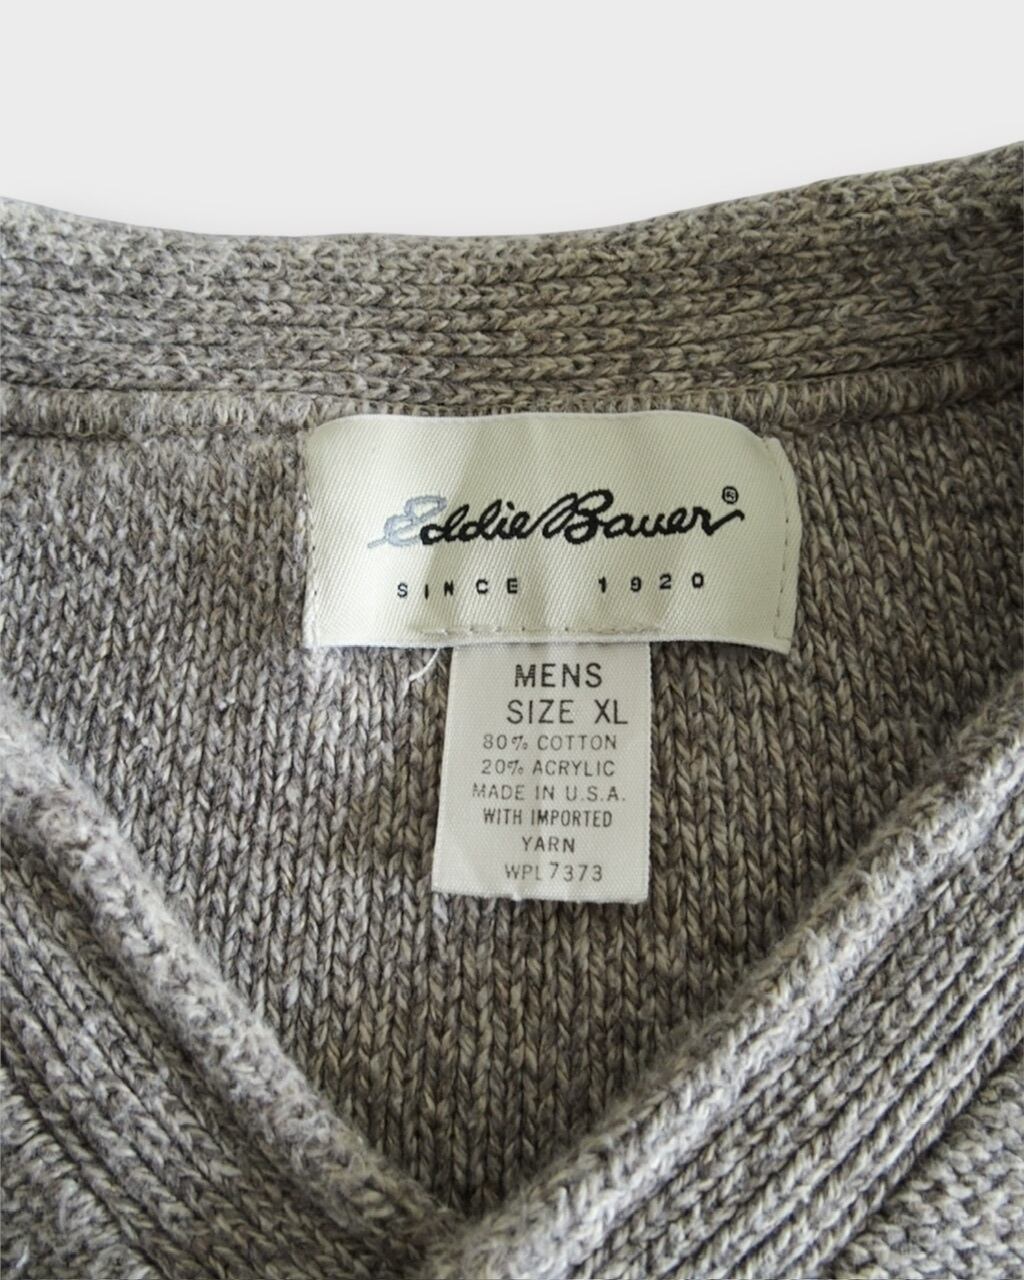 Eddie Bauer®
SINCE 1920
MENS
SIZE XL
80% COTTON
20% ACRYLIC
MADE IN U.S.A.
WITH IMPORTED
YARN
WPL 7373